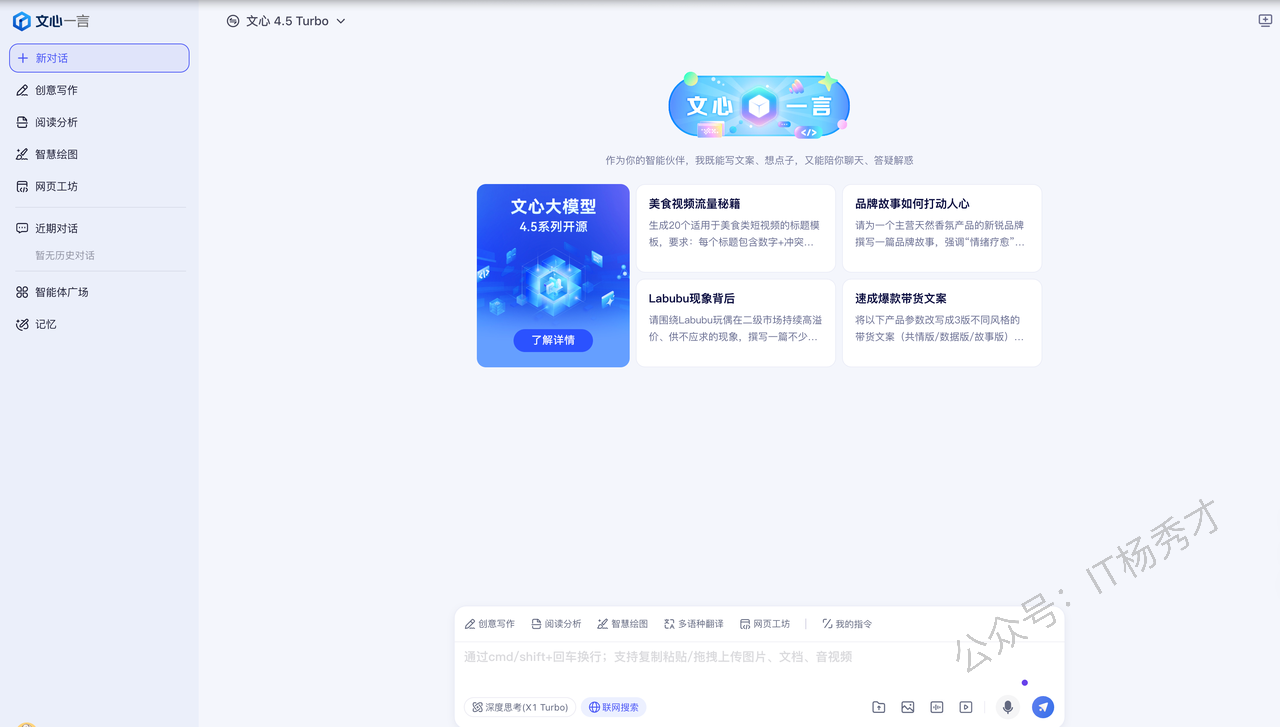 文心一言
新对话
创意写作
阅读分析
智慧绘图
网页工坊
近期对话
暂无历史对话
智能体广场
记忆
文心 4.5 Turbo
文心一言
</>
作为你的智能伙伴，我既能写文案、想点子，又能陪你聊天、答疑解惑
文心大模型
4.5系列开源
了解详情
美食视频流量秘籍
生成20个适用于美食类短视频的标题模
板，要求：每个标题包含数字+冲突...
品牌故事如何打动人心
请为一个主营天然香氛产品的新锐品牌
撰写一篇品牌故事，强调“情绪疗愈”...
Labubu现象背后
请围绕Labubu玩偶在二级市场持续高溢
价、供不应求的现象，撰写一篇不少...
速成爆款带货文案
将以下产品参数改写成3版不同风格的
带货文案（共情版/数据版/故事版）...
创意写作 阅读分析 智慧绘图 多语种翻译 网页工坊 我的指令
通过cmd/shift+回车换行；支持复制粘贴/拖拽上传图片、文档、音视频
深度思考(X1 Turbo) 联网搜索
公众号：IT杨秀才